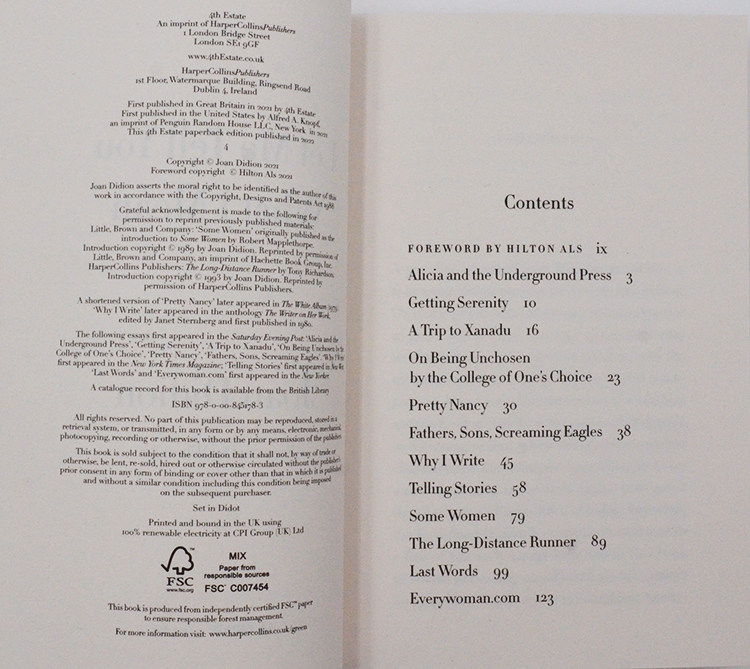 4th Estate
An imprint of HarperCollinsPublishers
1 London Bridge Street
London SE1 9GF
www.4thEstate.co.uk
HarperCollinsPublishers
1st Floor, Watermarque Building, Ringsend Road
Dublin 4, Ireland
First published in Great Britain in 2021 by 4th Estate
First published in the United States by Alfred A. Knopf,
an imprint of Penguin Random House LLC, New York in 2021
This 4th Estate paperback edition published in 2022
4
Copyright © Joan Didion 2021
Foreword copyright © Hilton Als 2021
Joan Didion asserts the moral right to be identified as the author of this
work in accordance with the Copyright, Designs and Patents Act 1988
Grateful acknowledgement is made to the following for
permission to reprint previously published material:
Little, Brown and Company: ‘Some Women’ originally published as the
introduction to Some Women by Robert Mapplethorpe.
Introduction copyright © 1989 by Joan Didion. Reprinted by permission of
Little, Brown and Company, an imprint of Hachette Book Group, Inc.
HarperCollins Publishers: The Long-Distance Runner by Tony Richardson.
Introduction copyright © 1993 by Joan Didion. Reprinted by
permission of HarperCollins Publishers.
A shortened version of ‘Pretty Nancy’ later appeared in The White Album
‘Why I Write’ later appeared in the anthology The Writer on Her Work,
edited by Janet Sternberg and first published in 1980.
The following essays first appeared in the Saturday Evening Post: ‘Alicia and the
Underground Press’, ‘Getting Serenity’, ‘A Trip to Xanadu’, ‘On Being Unchosen by the
College of One’s Choice’, ‘Pretty Nancy’, ‘Fathers, Sons, Screaming Eagles’. ‘Why I Write
first appeared in the New York Times Magazine; ‘Telling Stories’ first appeared in
‘Last Words’ and ‘Everywoman.com’ first appeared in the New Yorker.
A catalogue record for this book is available from the British Library
ISBN 978-0-00-845178-3
All rights reserved. No part of this publication may be reproduced, stored in a
retrieval system, or transmitted, in any form or by any means, electronic, mechanical,
photocopying, recording or otherwise, without the prior permission of the publishers.
This book is sold subject to the condition that it shall not, by way of trade or
otherwise, be lent, re-sold, hired out or otherwise circulated without the publisher’s
prior consent in any form of binding or cover other than that in which it is published
and without a similar condition including this condition being imposed
on the subsequent purchaser.
Set in Didot
Printed and bound in the UK using
100% renewable electricity at CPI Group (UK) Ltd
FSC
www.fsc.org
MIX
Paper from
responsible sources
FSC™ C007454
This book is produced from independently certified FSC™ paper
to ensure responsible forest management.
For more information visit: www.harpercollins.co.uk/green
Contents
FOREWORD BY HILTON ALS ix
Alicia and the Underground Press 3
Getting Serenity 10
A Trip to Xanadu 16
On Being Unchosen
by the College of One’s Choice 23
Pretty Nancy 30
Fathers, Sons, Screaming Eagles 38
Why I Write 45
Telling Stories 58
Some Women 79
The Long-Distance Runner 89
Last Words 99
Everywoman.com 123